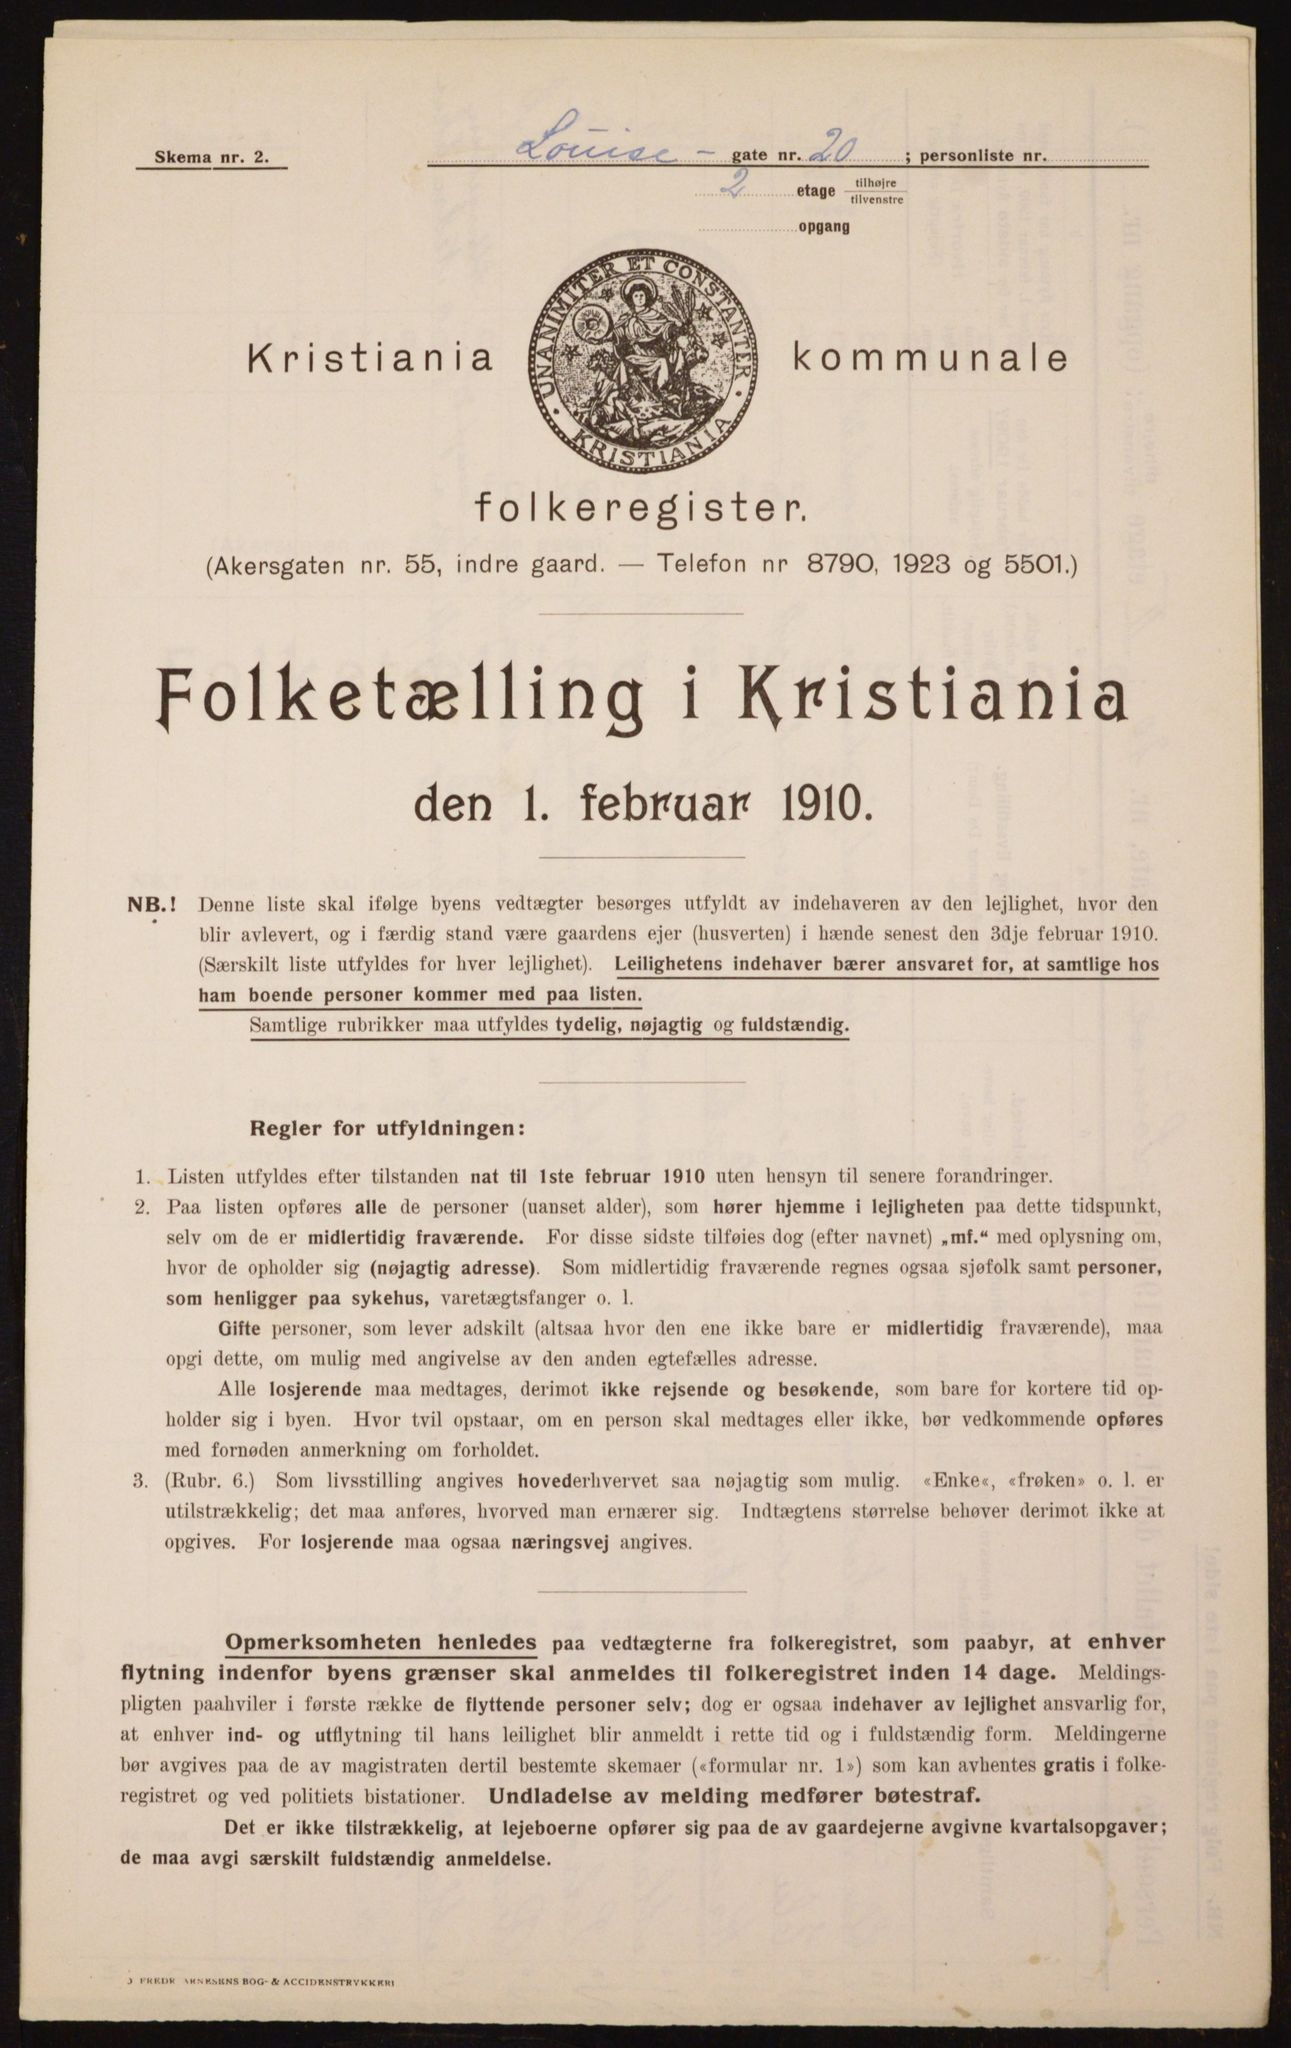 Skema nr. 2.
Louise- gate nr. 20 ; personliste nr.
2 etage tilhøjre
tilvenstre
opgang
UNANIMITER ET CONSTANTER
KRISTIANIA
Kristiania kommunale
folkeregister.
(Akersgaten nr. 55, indre gaard. — Telefon nr 8790, 1923 og 5501.)
Folketælling i Kristiania
den 1. februar 1910.
NB.! Denne liste skal ifølge byens vedtægter besørges utfyldt av indehaveren av den lejlighet, hvor den
blir avlevert, og i færdig stand være gaardens ejer (husverten) i hænde senest den 3dje februar 1910.
(Særskilt liste utfyldes for hver lejlighet). Leilighetens indehaver bærer ansvaret for, at samtlige hos
ham boende personer kommer med paa listen.
Samtlige rubrikker maa utfyldes tydelig, nøjagtig og fuldstændig.
Regler for utfyldningen:
1. Listen utfyldes efter tilstanden nat til 1ste februar 1910 uten hensyn til senere forandringer.
2. Paa listen opføres alle de personer (uanset alder), som hører hjemme i lejligheten paa dette tidspunkt,
selv om de er midlertidig fraværende. For disse sidste tilføies dog (efter navnet) „mf.“ med oplysning om,
hvor de opholder sig (nøjagtig adresse). Som midlertidig fraværende regnes ogsaa sjøfolk samt personer,
som henligger paa sykehus, varetægtsfanger o. l.
Gifte personer, som lever adskilt (altsaa hvor den ene ikke bare er midlertidig fraværende), maa
opgi dette, om mulig med angivelse av den anden egtefælles adresse.
Alle losjerende maa medtages, derimot ikke rejsende og besøkende, som bare for kortere tid op-
holder sig i byen. Hvor tvil opstaar, om en person skal medtages eller ikke, bør vedkommende opføres
med fornøden anmerkning om forholdet.
3. (Rubr. 6.) Som livsstilling angives hovederhvervet saa nøjagtig som mulig. «Enke«, «frøken» o. l. er
utilstrækkelig; det maa anføres, hvorved man ernærer sig. Indtægtens størrelse behøver derimot ikke at
opgives. For losjerende maa ogsaa næringsvej angives.
Opmerksomheten henledes paa vedtægterne fra folkeregistret, som paabyr, at enhver
flytning indenfor byens grænser skal anmeldes til folkeregistret inden 14 dage. Meldings-
pligten paahviler i første række de flyttende personer selv; dog er ogsaa indehaver av lejlighet ansvarlig for,
at enhver ind- og utflytning til hans leilighet blir anmeldt i rette tid og i fuldstændig form. Meldingerne
bør avgives paa de av magistraten dertil bestemte skemaer («formular nr. 1») som kan avhentes gratis i folke-
registret og ved politiets bistationer. Undladelse av melding medfører bøtestraf.
Det er ikke tilstrækkelig, at lejeboerne opfører sig paa de av gaardejerne avgivne kvartalsopgaver;
de maa avgi særskilt fuldstændig anmeldelse.
FREDR ARNESENS BOG- & ACCIDENSTRYKKERI